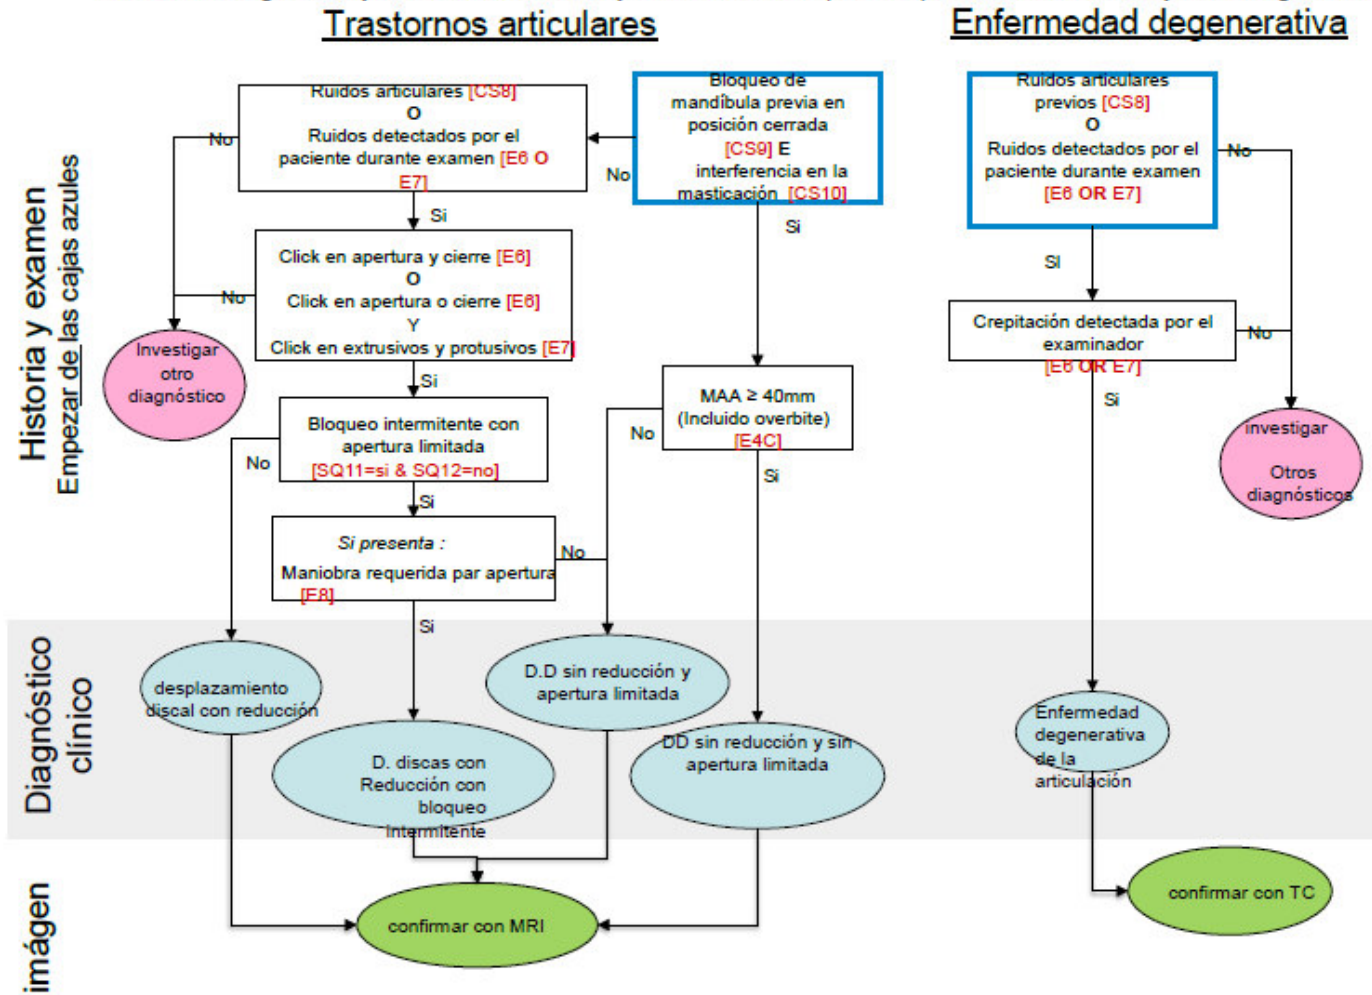 Trastornos articulares
Enfermedad degenerativa
Historia y examen
Empezar de las cajas azules
Ruidos articulares [CS8]
O
Ruidos detectados por el
paciente durante examen [E6 O
E7]
No
Si
Bloqueo de
mandíbula previa en
posición cerrada
[CS9] E
interferencia en la
masticación [CS10]
No
Si
Click en apertura y cierre [E6]
O
Click en apertura o cierre [E6]
Y
Click en extrusivos y protusivos [E7]
No
Si
Investigar
otro
diagnóstico
Bloqueo intermitente con
apertura limitada
[SQ11=si & SQ12=no]
No
Si
MAA ≥ 40mm
(Incluido overbite)
[E4C]
No
Si
Si presenta :
Maniobra requerida par apertura
[E8]
No
Si
Ruidos articulares
previos [CS8]
O
Ruidos detectados por el
paciente durante examen
[E6 OR E7]
No
SI
Crepitación detectada por el
examinador
[E6 OR E7]
No
Si
investigar
Otros
diagnósticos
Diagnóstico
clínico
desplazamiento
discal con reducción
D. discas con
Reducción con
bloqueo
intermitente
D.D sin reducción y
apertura limitada
DD sin reducción y sin
apertura limitada
Enfermedad
degenerativa
de la
articulación
imágen
confirmar con MRI
confirmar con TC